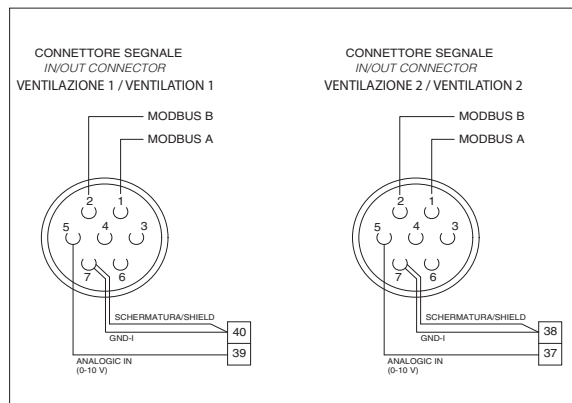 CONNETTORE SEGNALE
IN/OUT CONNECTOR
VENTILAZIONE 1 / VENTILATION 1
MODBUS B
MODBUS A
2
1
5
4
3
7
6
SCHERMATURA/SHIELD
40
GND-I
39
ANALOGIC IN
(0-10 V)
CONNETTORE SEGNALE
IN/OUT CONNECTOR
VENTILAZIONE 2 / VENTILATION 2
MODBUS B
MODBUS A
2
1
5
4
3
7
6
SCHERMATURA/SHIELD
38
GND-I
37
ANALOGIC IN
(0-10 V)